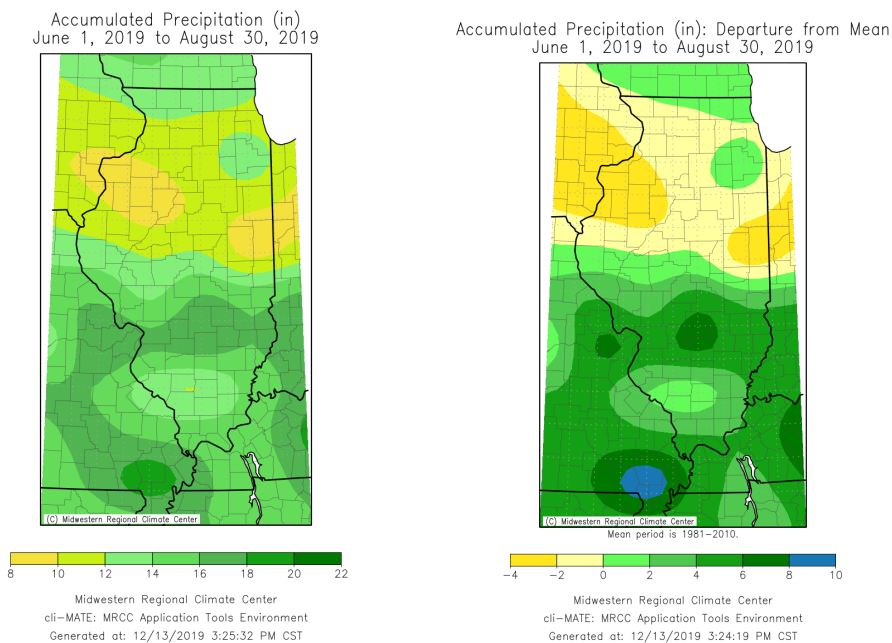 Accumulated Precipitation (in)
June 1, 2019 to August 30, 2019
(C) Midwestern Regional Climate Center
8 10 12 14 16 18 20 22
Midwestern Regional Climate Center
cli-MATE: MRCC Application Tools Environment
Generated at: 12/13/2019 3:25:32 PM CST
Accumulated Precipitation (in): Departure from Mean
June 1, 2019 to August 30, 2019
(C) Midwestern Regional Climate Center
Mean period is 1981-2010.
-4 -2 0 2 4 6 8 10
Midwestern Regional Climate Center
cli-MATE: MRCC Application Tools Environment
Generated at: 12/13/2019 3:24:19 PM CST